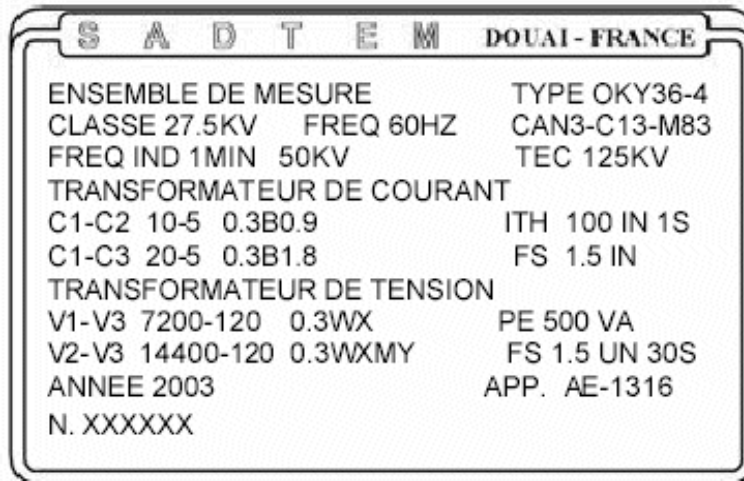 SADTEM DOUAI - FRANCE
ENSEMBLE DE MESURE TYPE OKY36-4
CLASSE 27.5KV FREQ 60HZ CAN3-C13-M83
FREQ IND 1MIN 50KV TEC 125KV
TRANSFORMATEUR DE COURANT
C1-C2 10-5 0.3B0.9 ITH 100 IN 1S
C1-C3 20-5 0.3B1.8 FS 1.5 IN
TRANSFORMATEUR DE TENSION
V1-V3 7200-120 0.3WX PE 500 VA
V2-V3 14400-120 0.3WXMY FS 1.5 UN 30S
ANNEE 2003 APP. AE-1316
N. XXXXXX